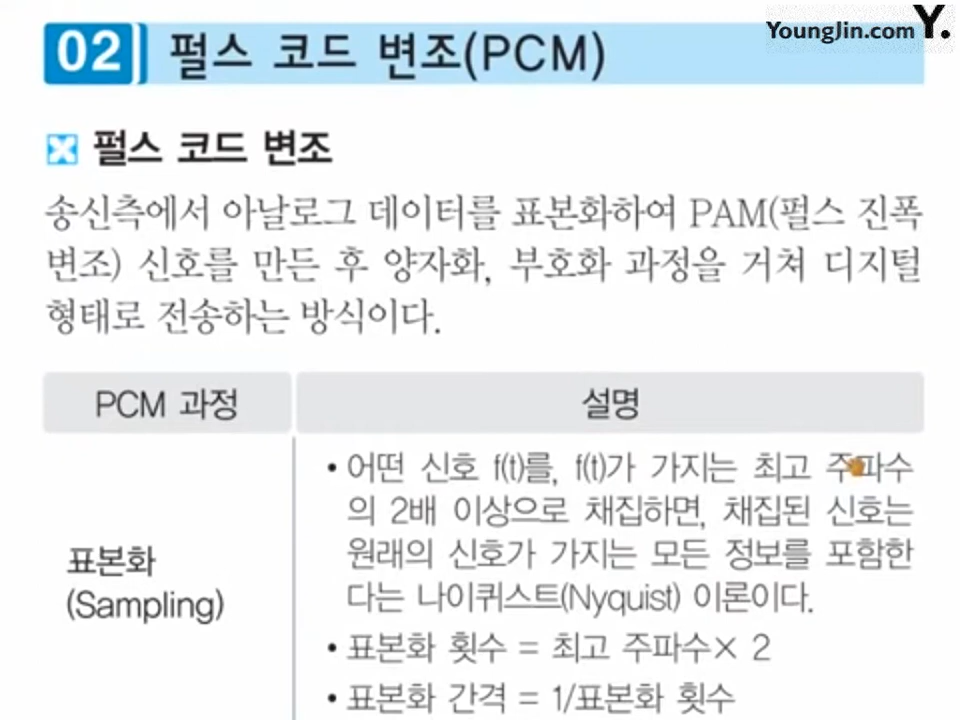 YoungJin.com Y.
02 펄스 코드 변조(PCM)
펄스 코드 변조
송신측에서 아날로그 데이터를 표본화하여 PAM(펄스 진폭
변조) 신호를 만든 후 양자화, 부호화 과정을 거쳐 디지털
형태로 전송하는 방식이다.
PCM 과정 설명
표본화
(Sampling)
• 어떤 신호 f(t)를, f(t)가 가지는 최고 주파수
의 2배 이상으로 채집하면, 채집된 신호는
원래의 신호가 가지는 모든 정보를 포함한
다는 나이퀴스트(Nyquist) 이론이다.
• 표본화 횟수 = 최고 주파수× 2
• 표본화 간격 = 1/표본화 횟수